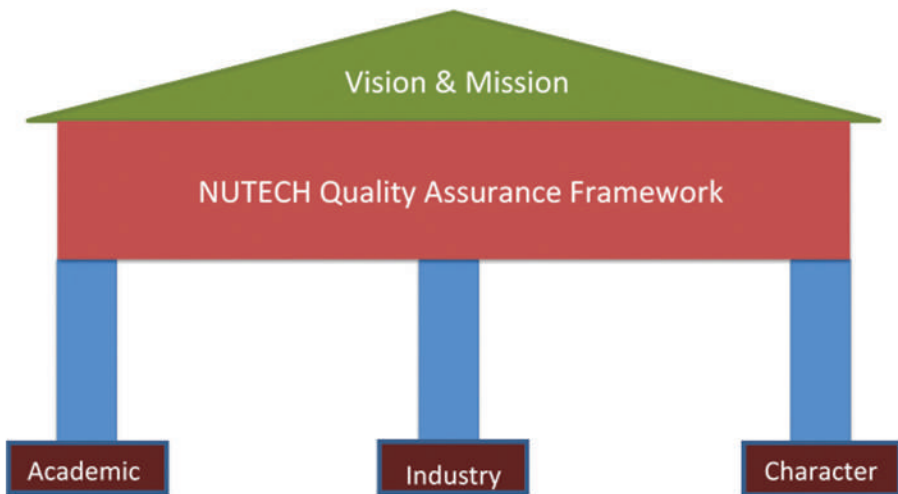 Vision & Mission
NUTECH Quality Assurance Framework
Academic
Industry
Character